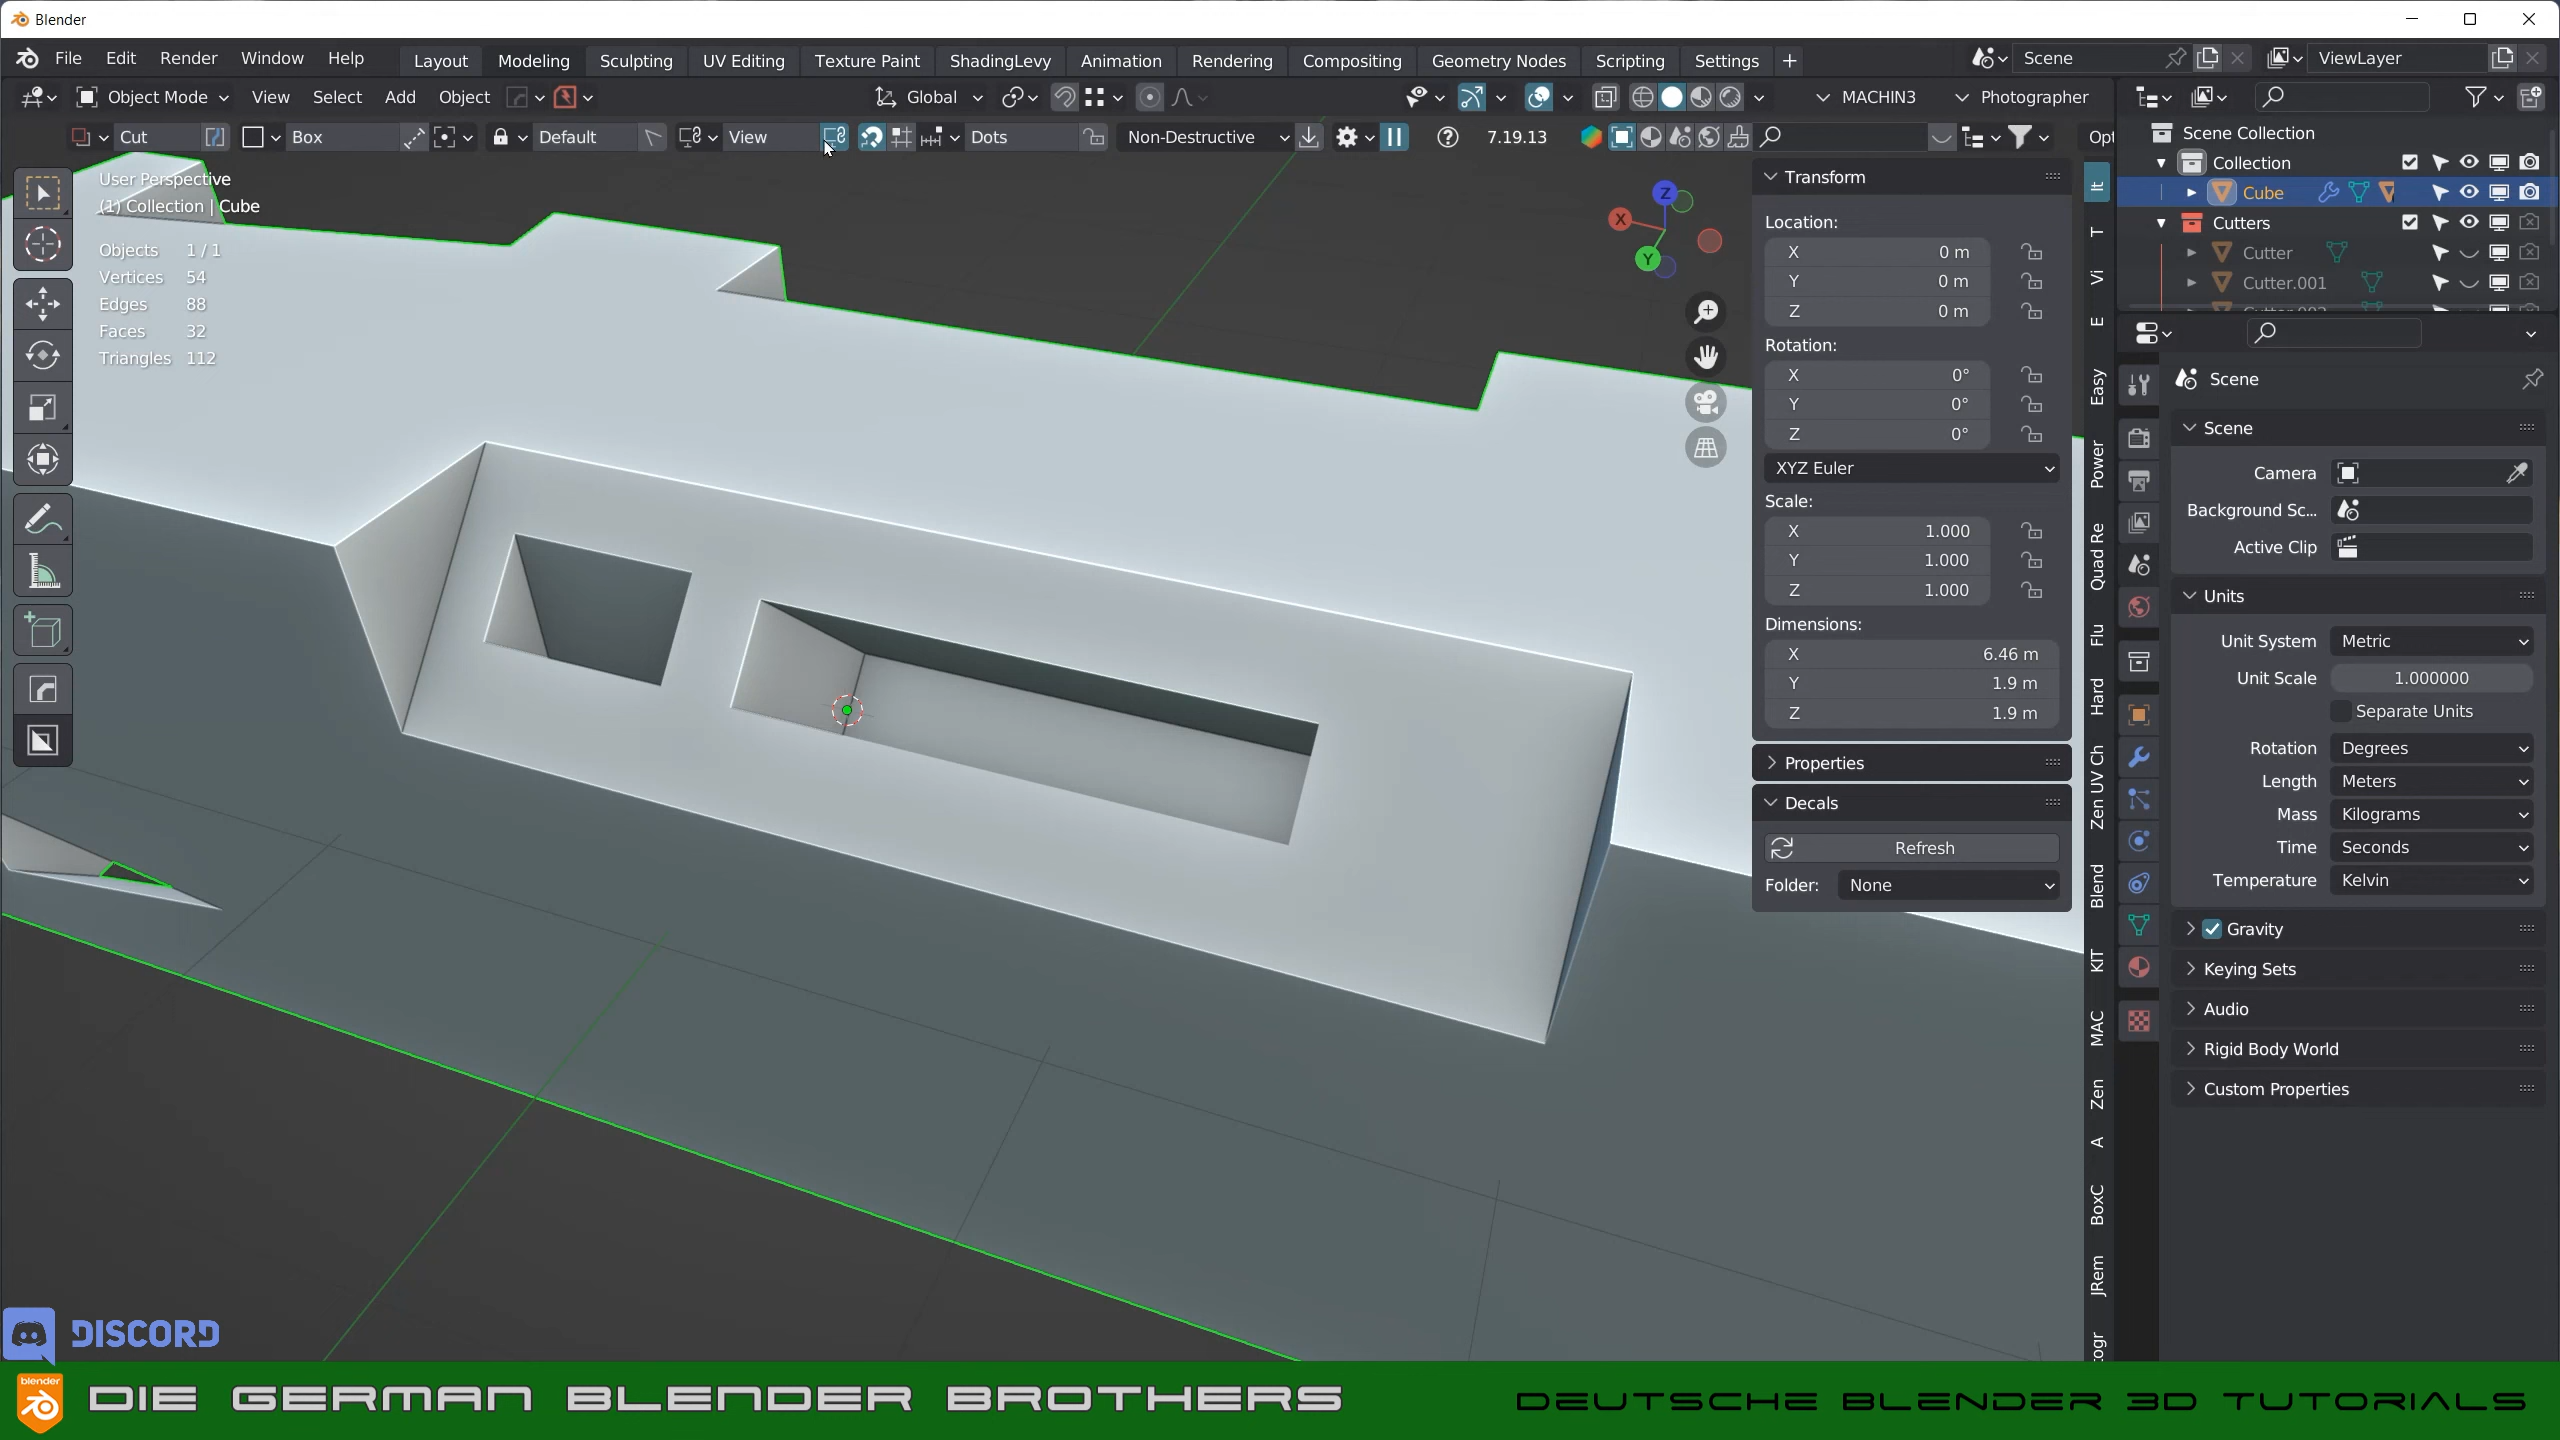 Blender
File Edit Render Window Help
Layout Modeling Sculpting UV Editing Texture Paint ShadingLevy Animation Rendering Compositing Geometry Nodes Scripting Settings +
Scene
ViewLayer
Object Mode View Select Add Object
Global
MACHIN3
Photographer
Cut
Box
Default
View
Dots
Non-Destructive
7.19.13
Opt
User Perspective
(1) Collection | Cube
Objects 1 / 1
Vertices 54
Edges 88
Faces 32
Triangles 112
Z
X
Y
Transform
Location:
X 0 m
Y 0 m
Z 0 m
Rotation:
X 0°
Y 0°
Z 0°
XYZ Euler
Scale:
X 1.000
Y 1.000
Z 1.000
Dimensions:
X 6.46 m
Y 1.9 m
Z 1.9 m
Properties
Decals
Refresh
Folder: None
It
T
Vi
E
Easy
Power
Quad Re
Flu
Hard
Zen UV Ch
Blend
KIT
MAC
Zen
A
BoxC
JRem
ogr
Scene Collection
Collection
Cube
Cutters
Cutter
Cutter.001
Scene
Scene
Camera
Background Sc...
Active Clip
Units
Unit System Metric
Unit Scale 1.000000
Separate Units
Rotation Degrees
Length Meters
Mass Kilograms
Time Seconds
Temperature Kelvin
Gravity
Keying Sets
Audio
Rigid Body World
Custom Properties
DISCORD
blender
DIE GERMAN BLENDER BROTHERS
DEUTSCHE BLENDER 3D TUTORIALS